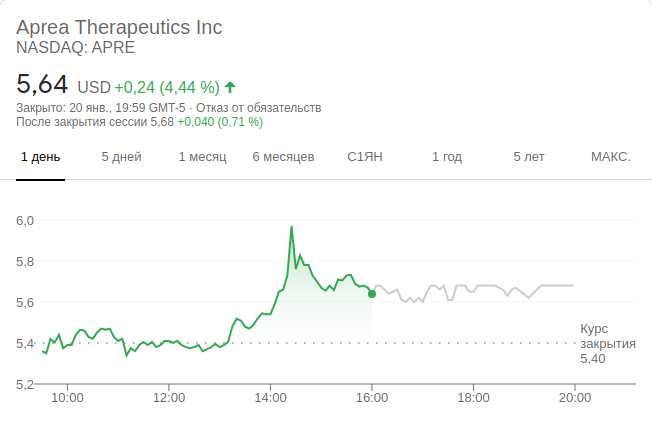 Aprea Therapeutics Inc
NASDAQ: APRE
5,64 USD +0,24 (4,44 %)
Закрыто: 20 янв., 19:59 GMT-5 · Отказ от обязательств
После закрытия сессии 5,68 +0,040 (0,71 %)
1 день 5 дней 1 месяц 6 месяцев С1ЯН 1 год 5 лет МАКС.
6,0
5,8
5,6
Курс
5,4 закрытия
5,40
5,2
10:00 12:00 14:00 16:00 18:00 20:00